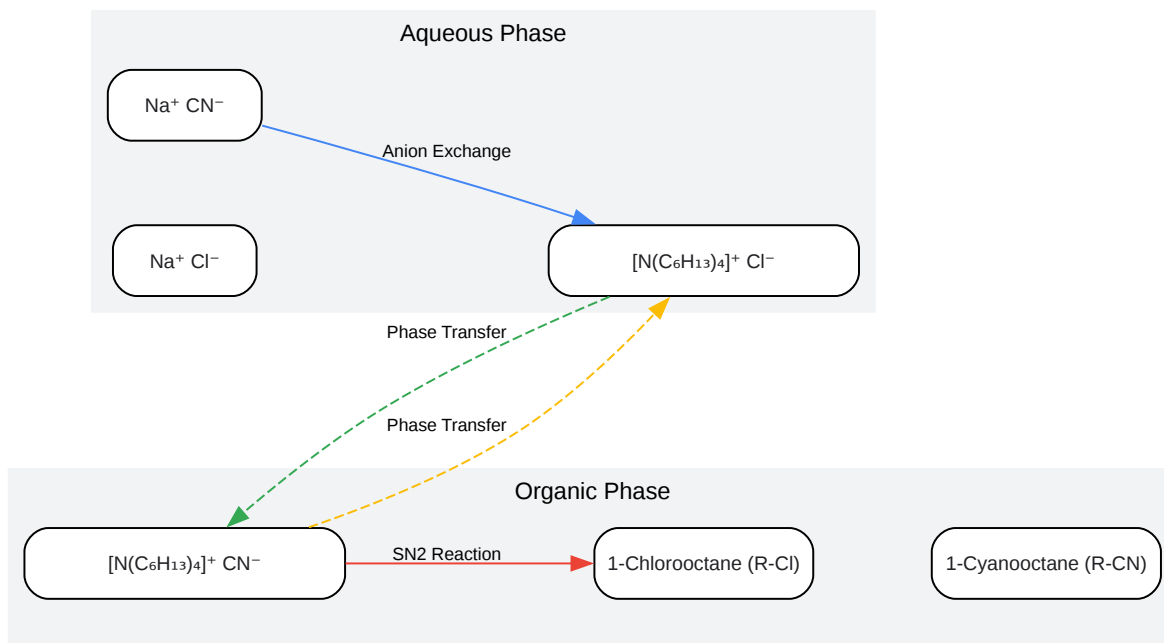 Aqueous Phase
Na⁺ CN⁻
Anion Exchange
Na⁺ Cl⁻
[N(C₆H₁₃)₄]⁺ Cl⁻
Phase Transfer
Phase Transfer
Organic Phase
[N(C₆H₁₃)₄]⁺ CN⁻
SN2 Reaction
1-Chlorooctane (R-Cl)
1-Cyanooctane (R-CN)